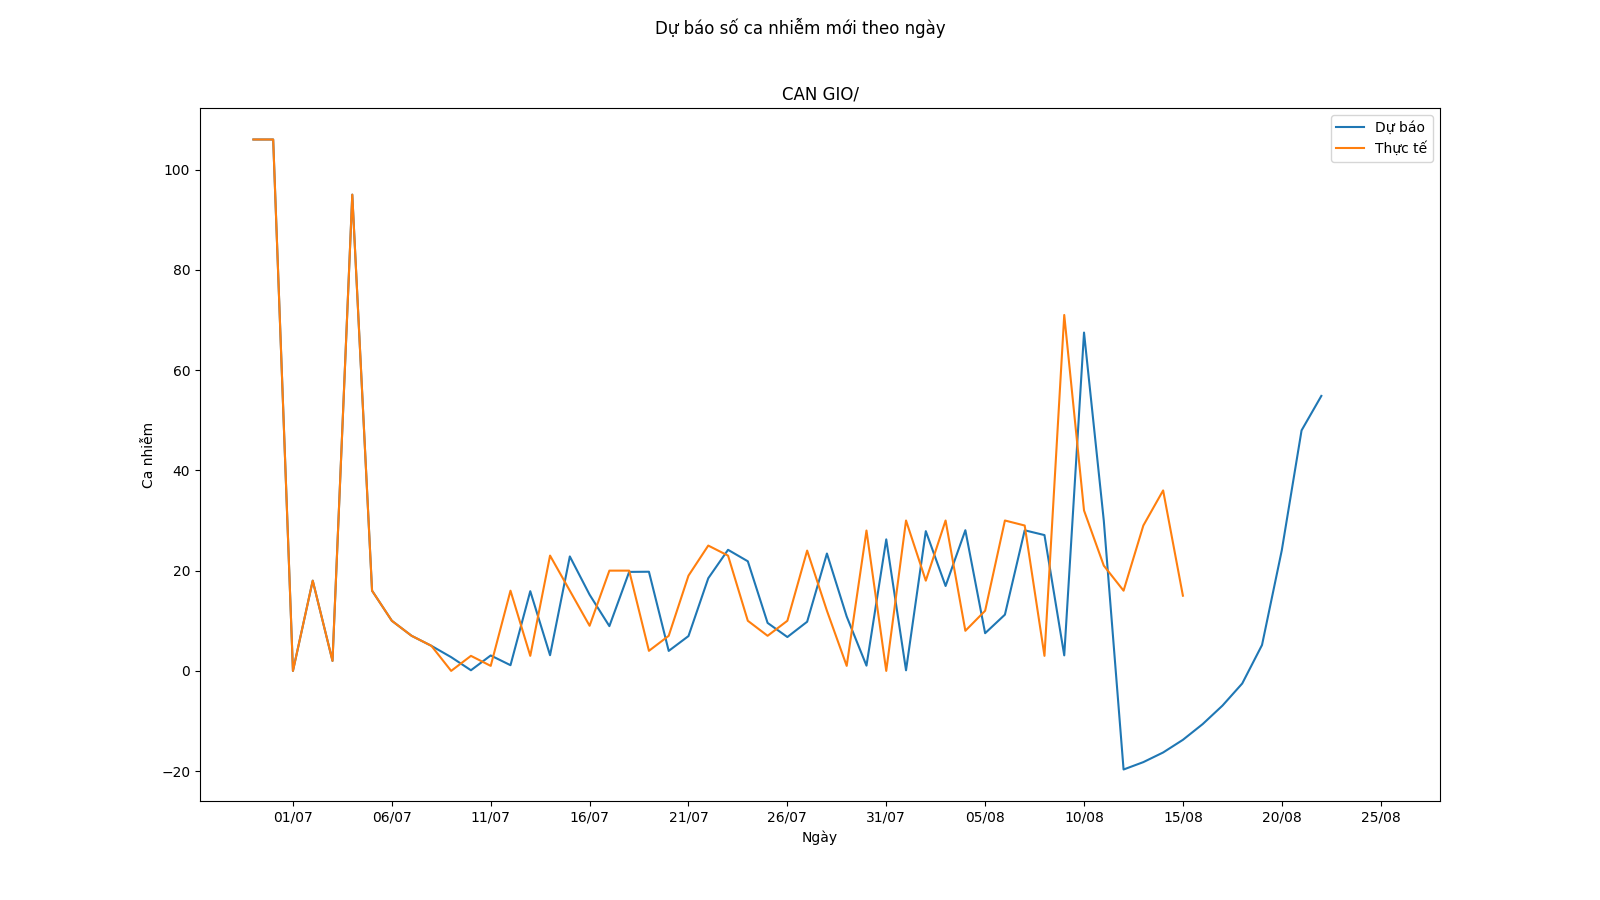 Dự báo số ca nhiễm mới theo ngày
CAN GIO/
Dự báo
Thực tế
100
80
60
40
20
0
−20
Ca nhiễm
01/07 06/07 11/07 16/07 21/07 26/07 31/07 05/08 10/08 15/08 20/08 25/08
Ngày